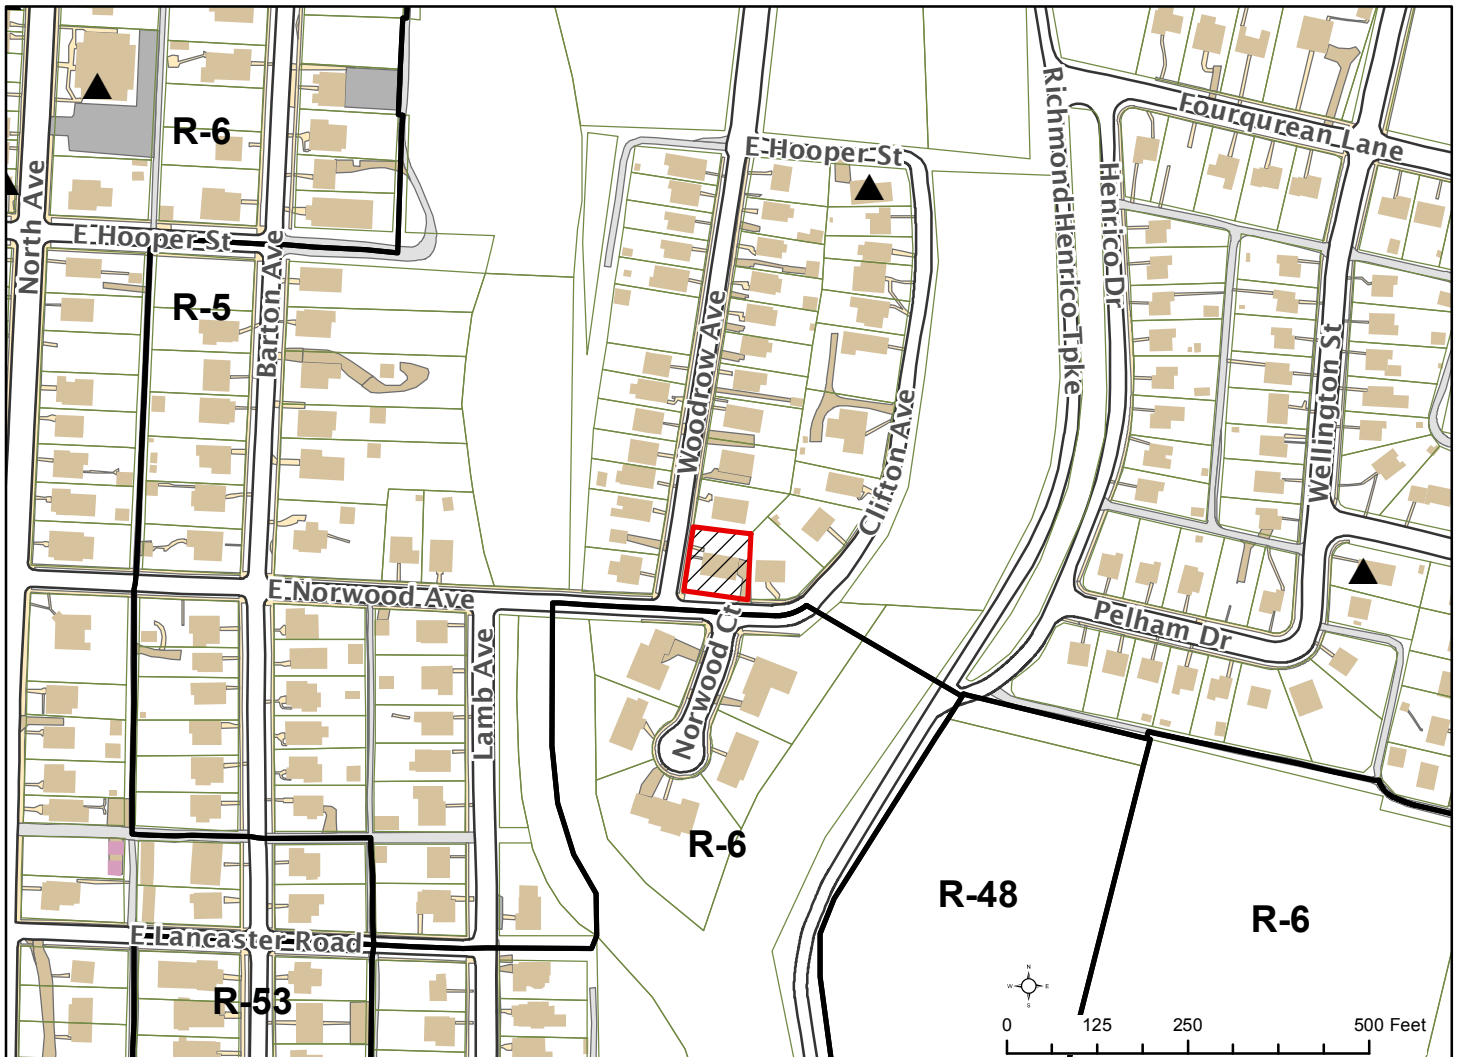 R-6
Fourqurean Lane
E Hooper St
North Ave
Richmond Henrico Tpke
Henrico Dr
E Hooper St
Barton Ave
R-5
Woodrow Ave
Wellington St
Clifton Ave
E Norwood Ave
Norwood Ct
Pelham Dr
Lamb Ave
R-6
R-48
R-6
E Lancaster Road
R-53
N
W E
S
0 125 250 500 Feet